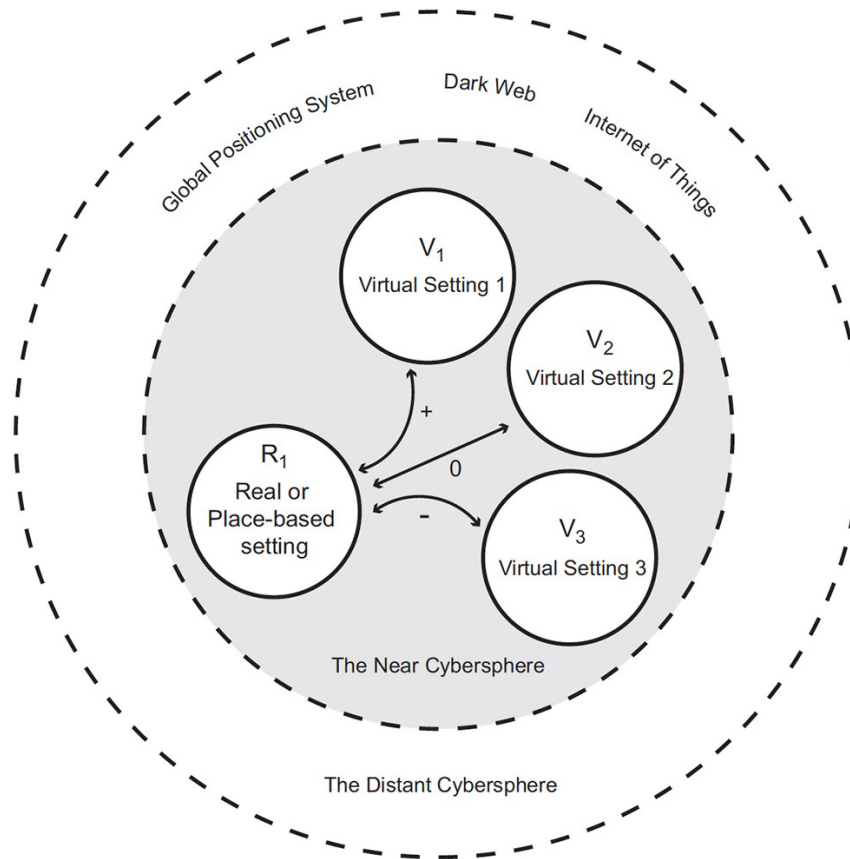 Dark Web
Global Positioning System
Internet of Things
V₁
Virtual Setting 1
V₂
Virtual Setting 2
+
0
-
R₁
Real or
Place-based
setting
V₃
Virtual Setting 3
The Near Cybersphere
The Distant Cybersphere